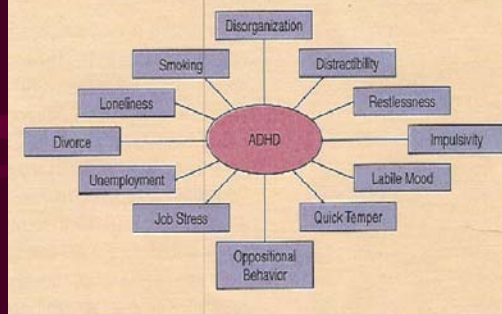 Disorganization
Smoking
Distractibility
Loneliness
Restlessness
Divorce
ADHD
Impulsivity
Unemployment
Labile Mood
Job Stress
Quick Temper
Oppositional
Behavior